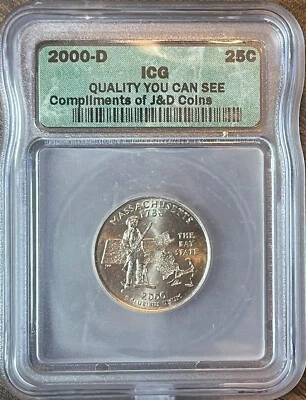 2000-D 25C
ICG
QUALITY YOU CAN SEE
Compliments of J&D Coins
MASSACHUSETTS
1788
THE
BAY
STATE
2000